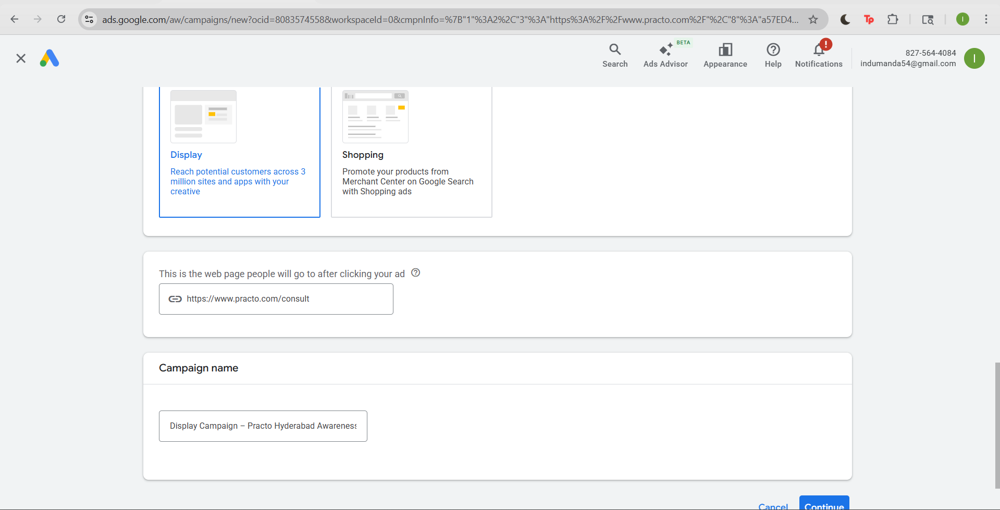 ads.google.com/aw/campaigns/new?ocid=8083574558&workspaceId=0&cmpnInfo=%7B"1"%3A2%2C"3"%3A"https%3A%2F%2Fwww.practo.com%2F"%2C"8"%3A"a57ED4...
Tp
I
BETA
Search
Ads Advisor
Appearance
Help
Notifications
827-564-4084
indumanda54@gmail.com
I
Display
Reach potential customers across 3
million sites and apps with your
creative
Shopping
Promote your products from
Merchant Center on Google Search
with Shopping ads
This is the web page people will go to after clicking your ad
https://www.practo.com/consult
Campaign name
Display Campaign – Practo Hyderabad Awareness
Cancel
Continue